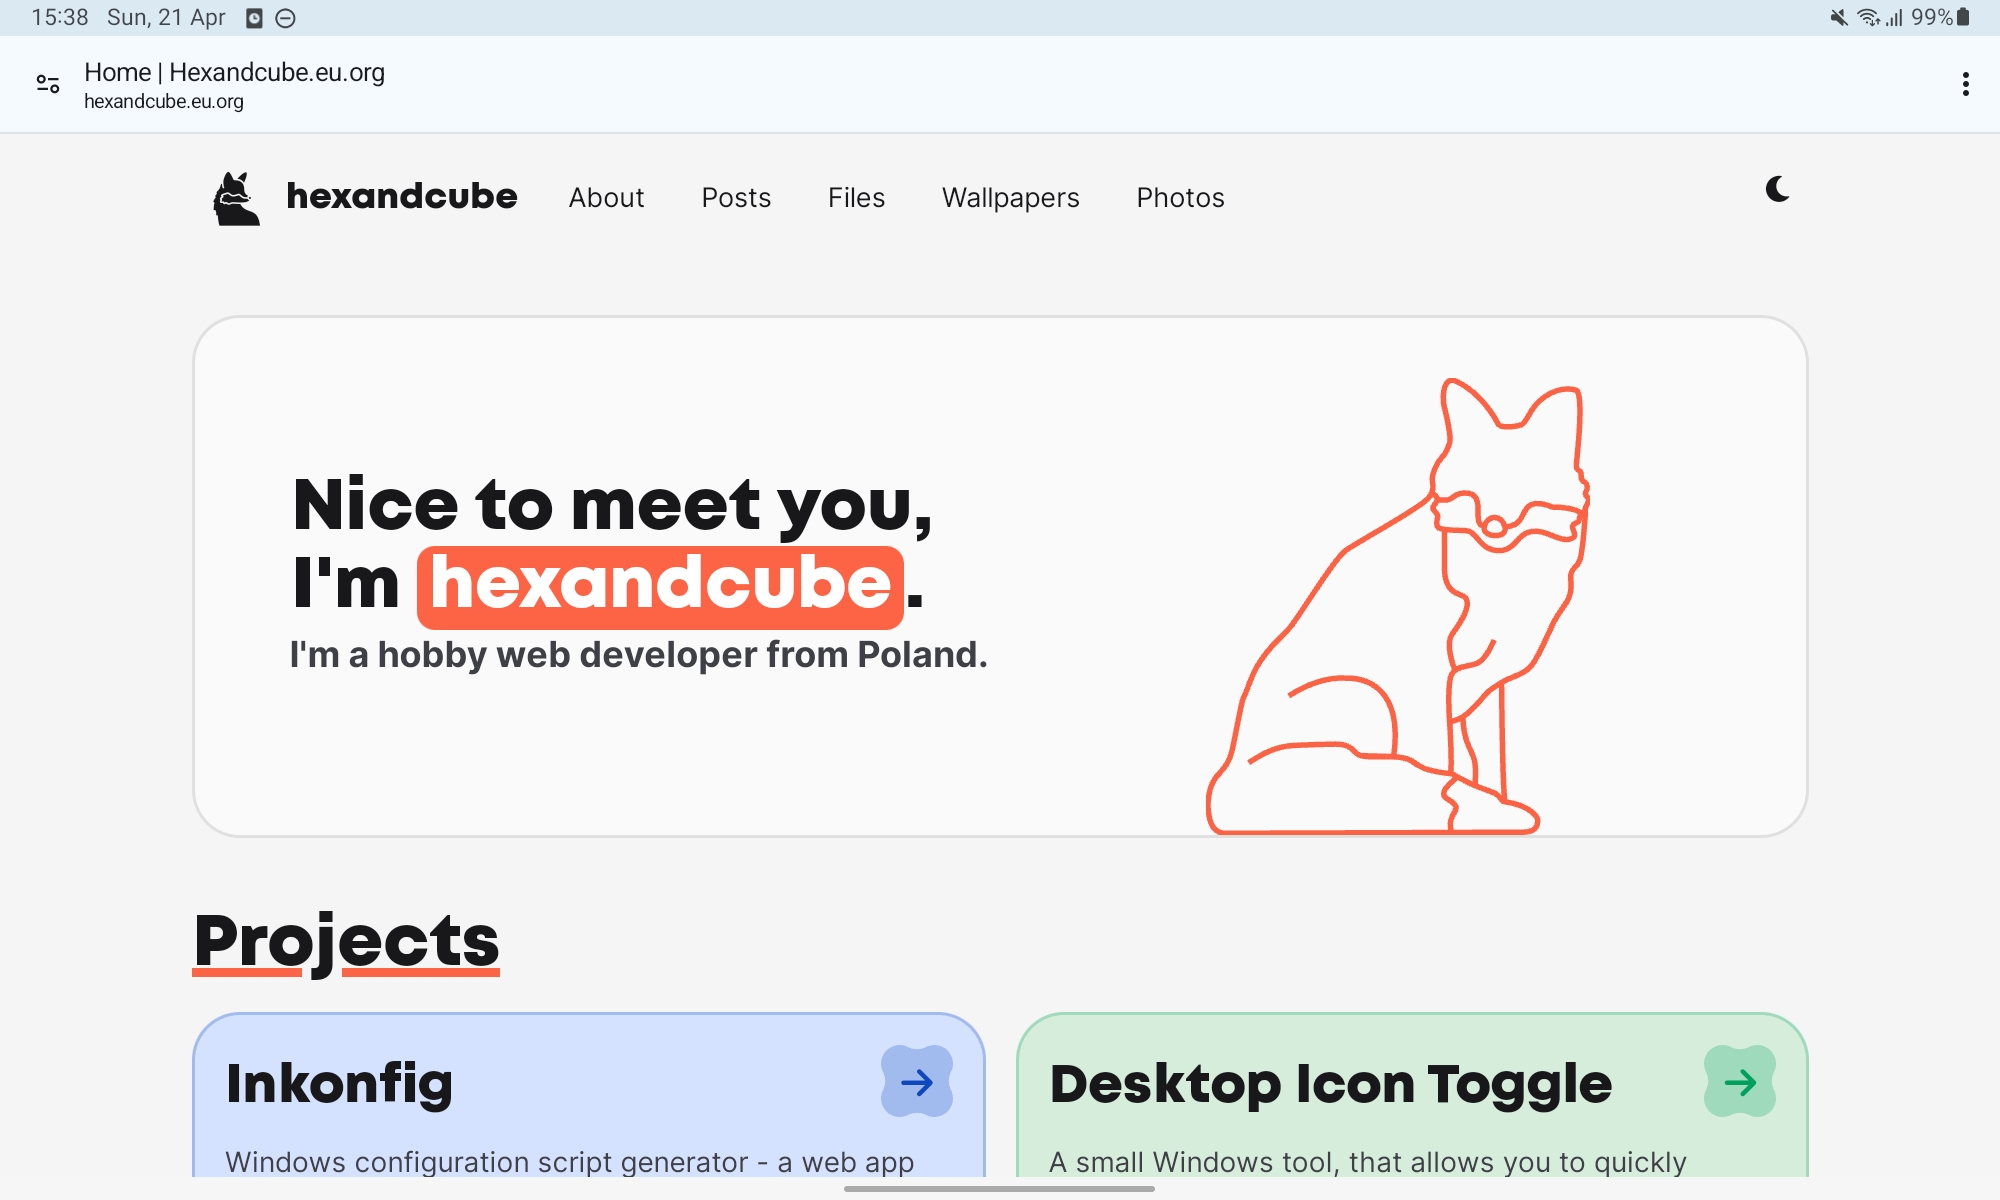 15:38 Sun, 21 Apr
99%
Home | Hexandcube.eu.org
hexandcube.eu.org
hexandcube About Posts Files Wallpapers Photos
Nice to meet you,
I'm hexandcube.
I'm a hobby web developer from Poland.
Projects
Inkonfig
Windows configuration script generator - a web app
Desktop Icon Toggle
A small Windows tool, that allows you to quickly